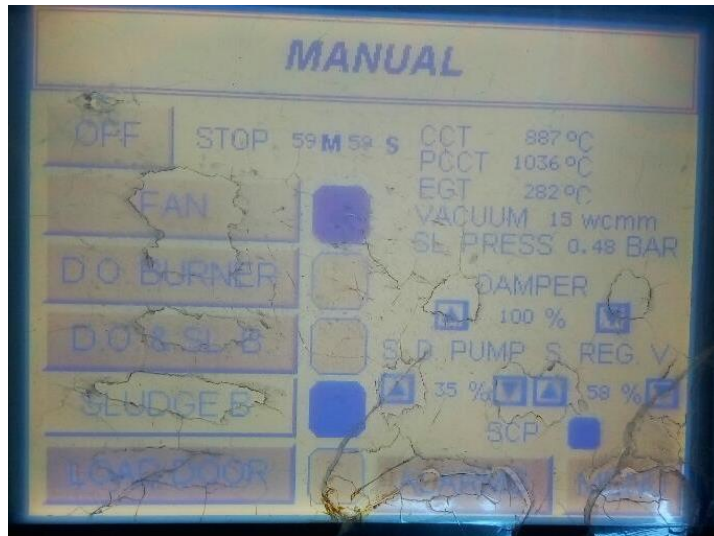 MANUAL
OFF STOP 59 M 59 S
CCT 887 °C
PCCT 1036 °C
EGT 282 °C
VACUUM 15 wcmm
SL PRESS 0.48 BAR
FAN
D.O. BURNER
DAMPER
100 %
D.O & SL B
SL.D. PUMP S. REG. V.
SLUDGE B
35 % 58 %
SCP
LOAD DOOR